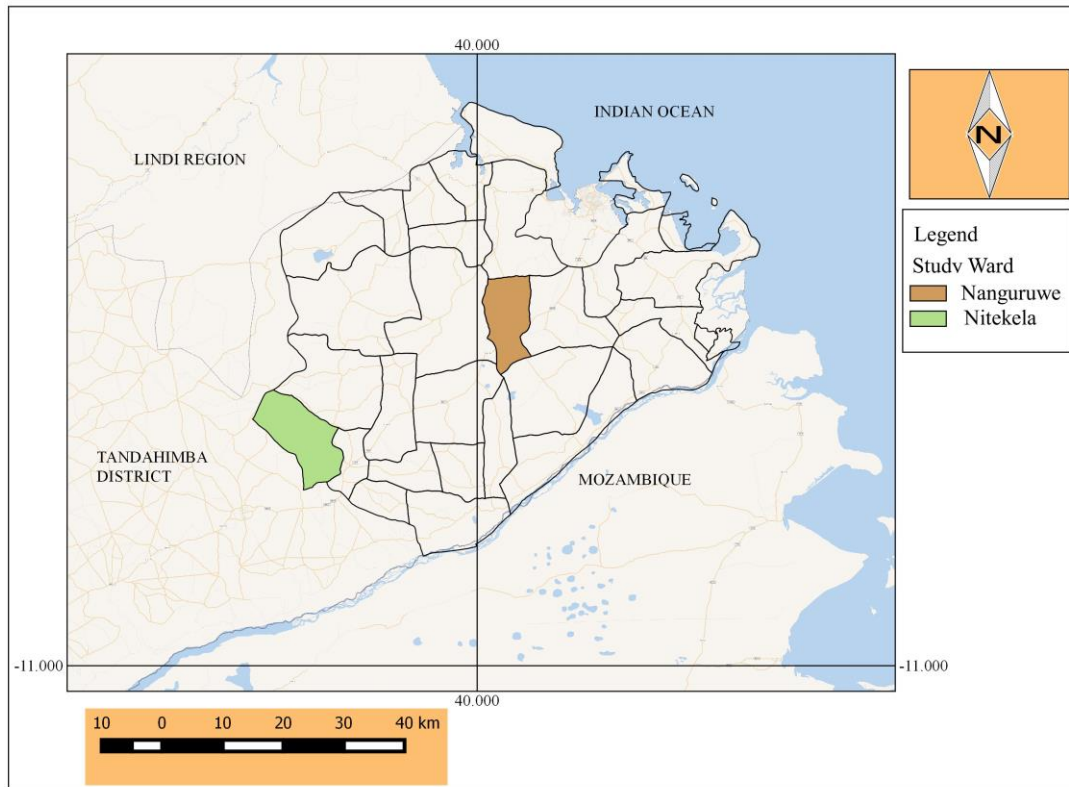 40.000
INDIAN OCEAN
LINDI REGION
N
Legend
Studv Ward
Nanguruwe
Nitekela
TANDAHIMBA
DISTRICT
MOZAMBIQUE
-11.000
-11.000
40.000
10 0 10 20 30 40 km